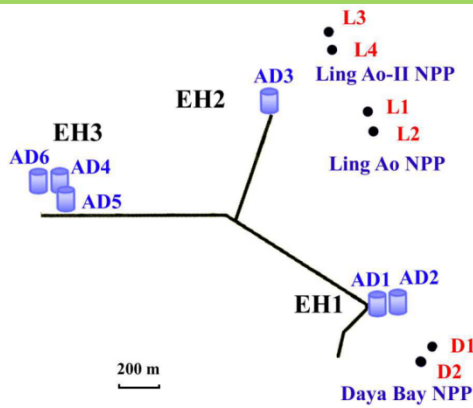 L3
L4
Ling Ao-II NPP
AD3
EH2
L1
L2
Ling Ao NPP
EH3
AD6
AD4
AD5
AD1 AD2
EH1
D1
D2
Daya Bay NPP
200 m